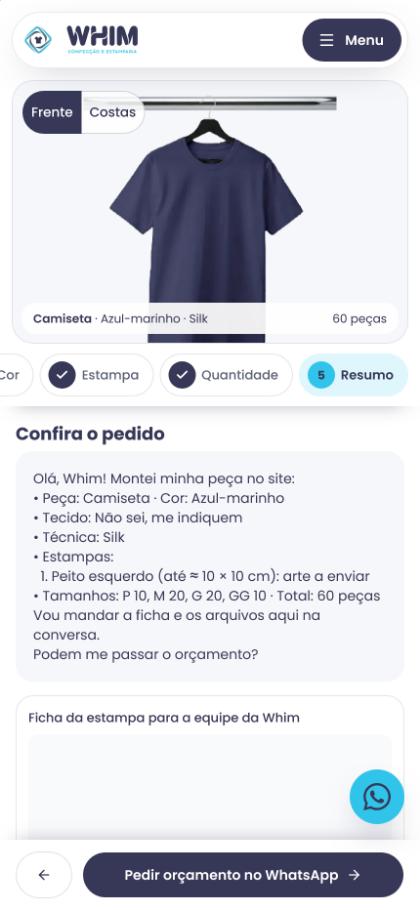 WHIM
CONFECÇÃO E ESTAMPARIA
Menu
Frente Costas
Camiseta · Azul-marinho · Silk 60 peças
Cor Estampa Quantidade 5 Resumo
Confira o pedido
Olá, Whim! Montei minha peça no site:
• Peça: Camiseta · Cor: Azul-marinho
• Tecido: Não sei, me indiquem
• Técnica: Silk
• Estampas:
1. Peito esquerdo (até ≈ 10 × 10 cm): arte a enviar
• Tamanhos: P 10, M 20, G 20, GG 10 · Total: 60 peças
Vou mandar a ficha e os arquivos aqui na
conversa.
Podem me passar o orçamento?
Ficha da estampa para a equipe da Whim
Pedir orçamento no WhatsApp